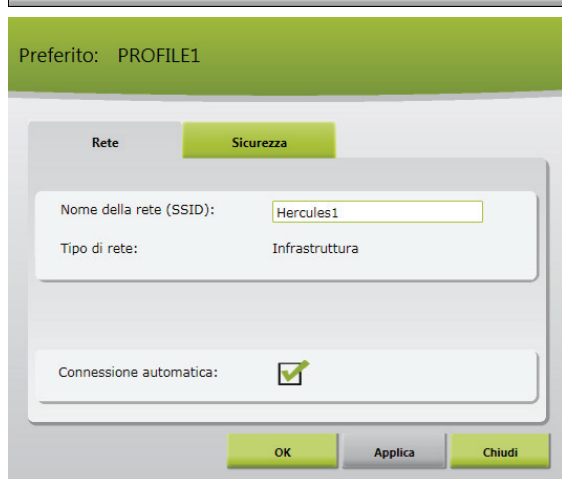 Preferito: PROFILE1
Rete Sicurezza
Nome della rete (SSID): Hercules1
Tipo di rete: Infrastruttura
Connessione automatica:
OK Applica Chiudi